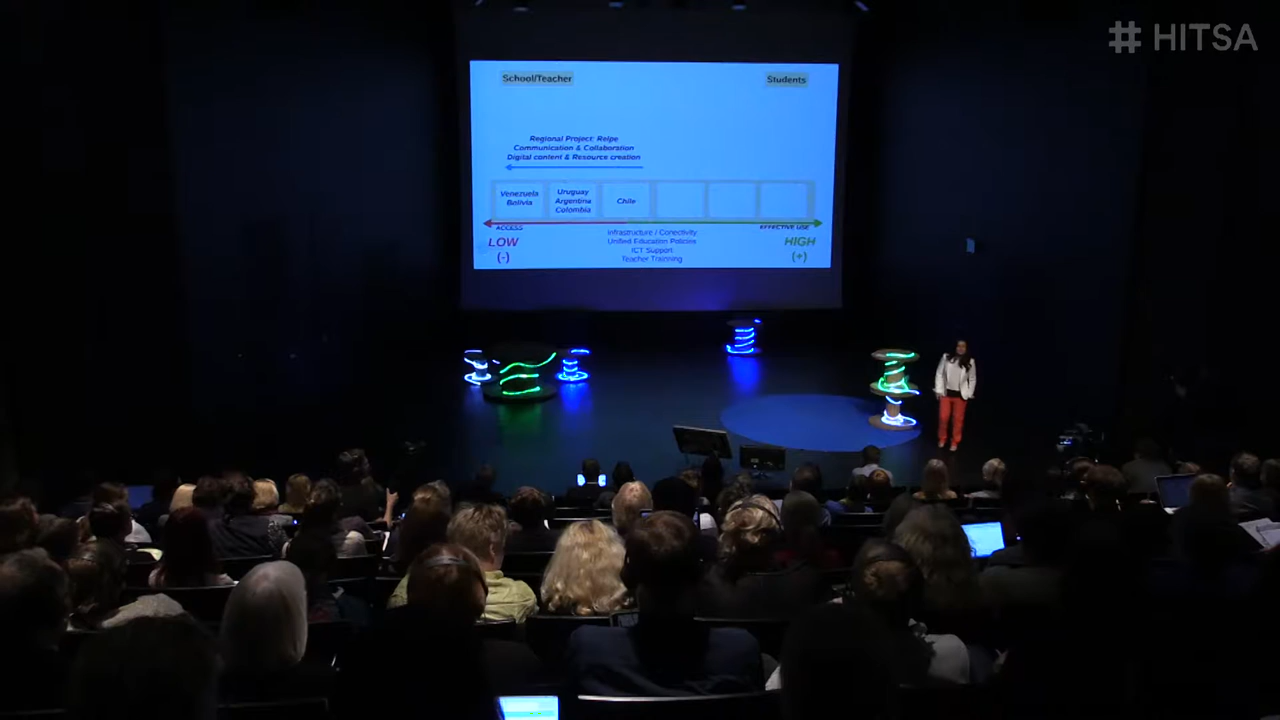 # HITSA
School/Teacher
Students
Regional Project: Relpe
Communication & Collaboration
Digital content & Resource creation
Venezuela
Bolivia
Uruguay
Argentina
Colombia
Chile
ACCESS
EFFECTIVE USE
LOW
HIGH
(-)
(+)
Infrastructure / Conectivity
Unified Education Policies
ICT Support
Teacher Trainning